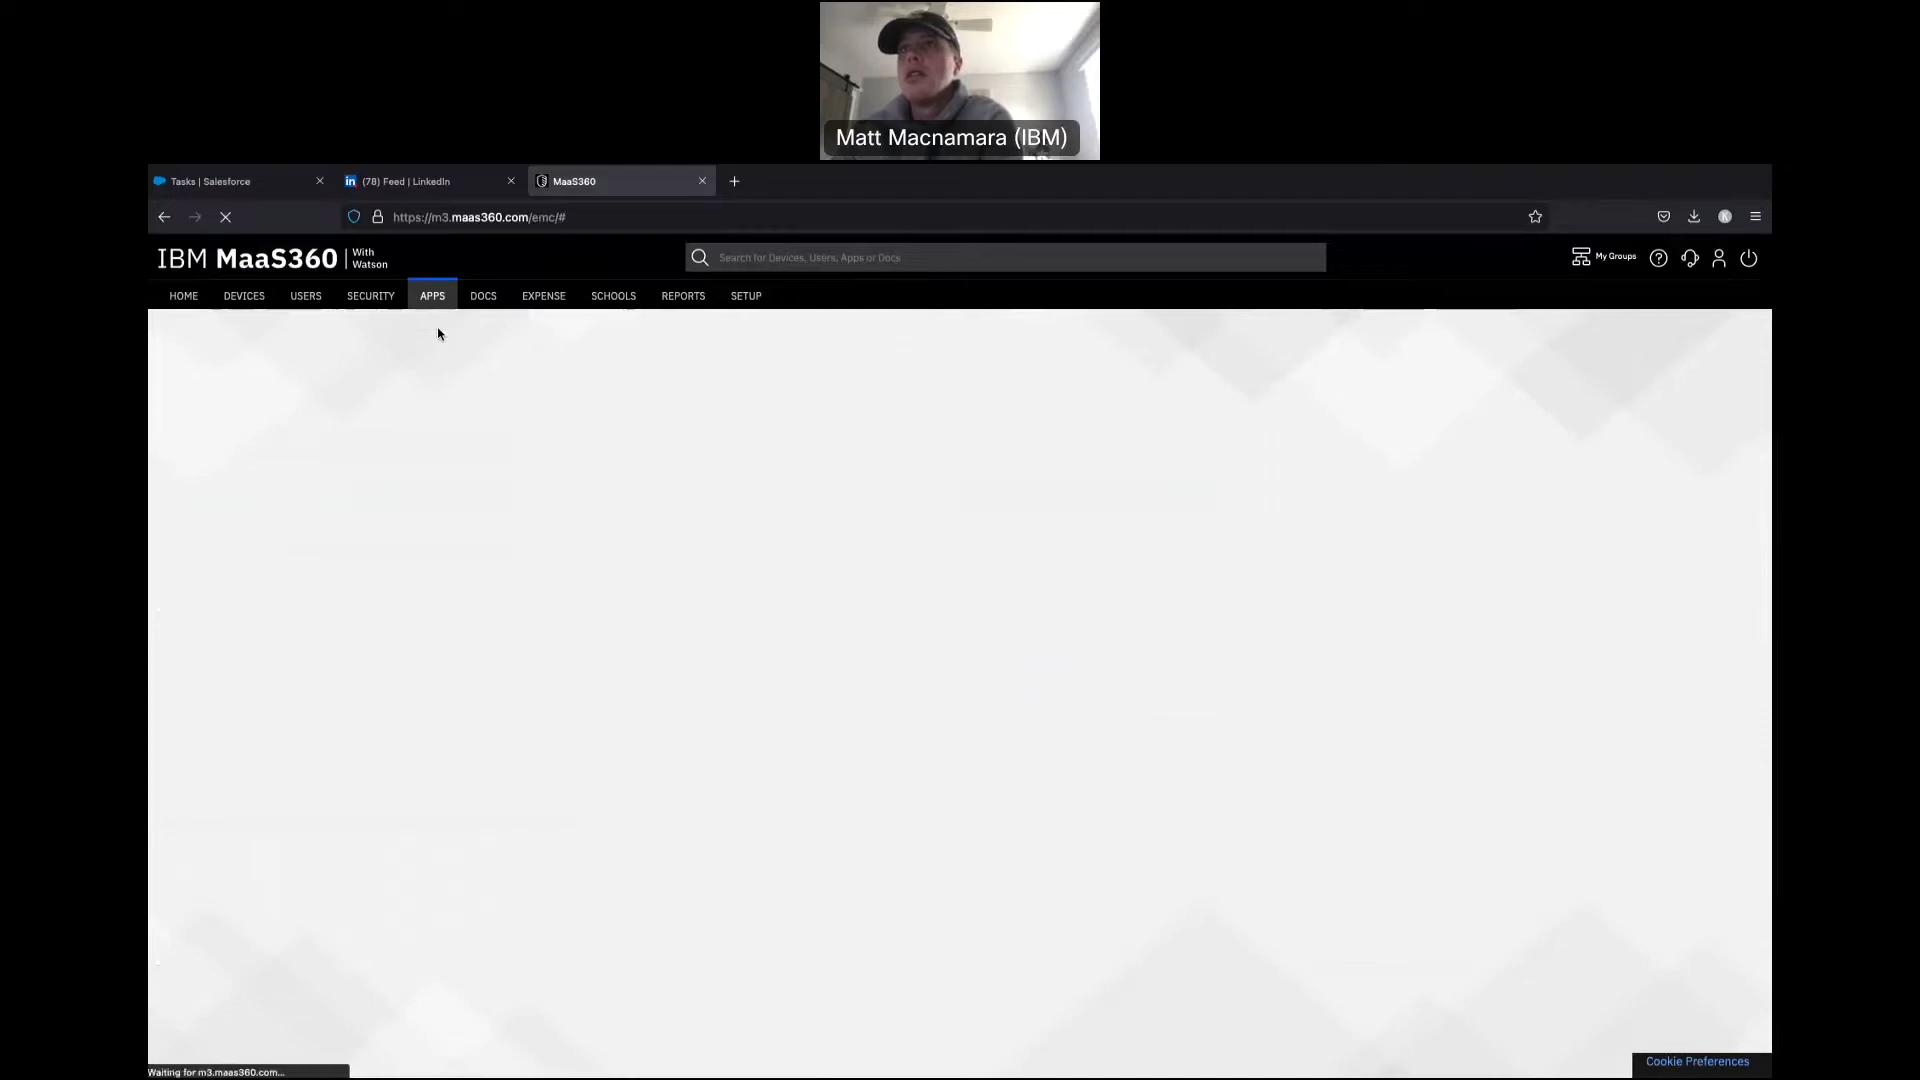 Matt Macnamara (IBM)
Tasks | Salesforce
in (78) Feed | LinkedIn
MaaS360
https://m3.maas360.com/emc/#
K
IBM MaaS360 | With Watson
Search for Devices, Users, Apps or Docs
My Groups
HOME DEVICES USERS SECURITY APPS DOCS EXPENSE SCHOOLS REPORTS SETUP
Waiting for m3.maas360.com...
Cookie Preferences